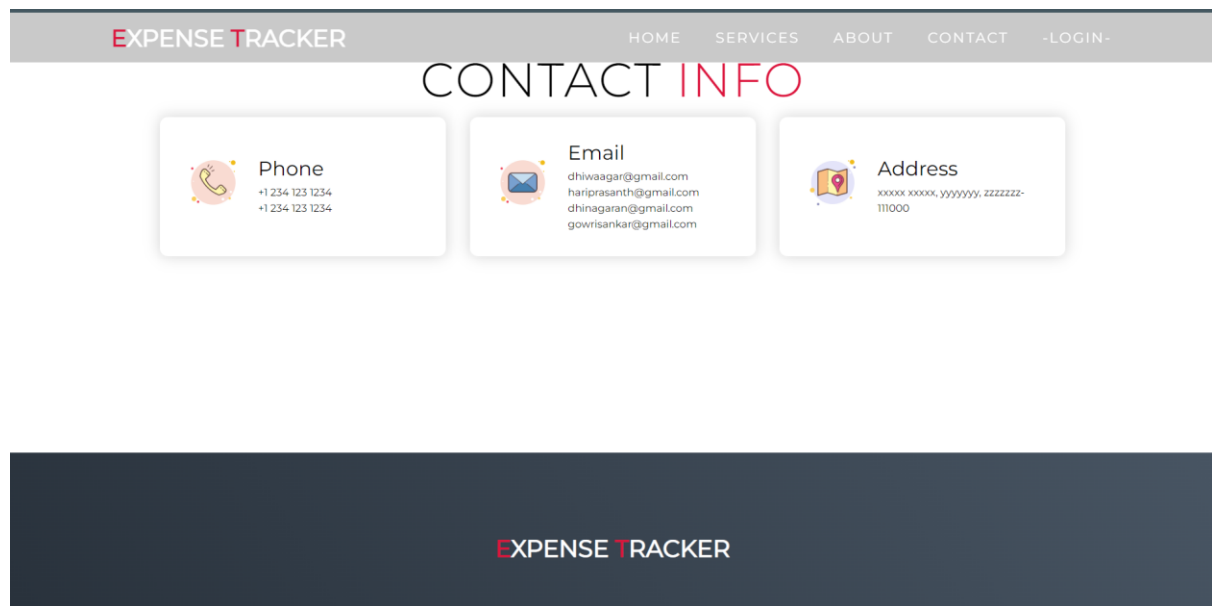 EXPENSE TRACKER
HOME SERVICES ABOUT CONTACT -LOGIN-
CONTACT INFO
Phone
+1 234 123 1234
+1 234 123 1234
Email
dhiwaagar@gmail.com
hariprasanth@gmail.com
dhinagaran@gmail.com
gowrisankar@gmail.com
Address
xxxxx xxxxx, yyyyyyy, zzzzzzz-
111000
EXPENSE TRACKER